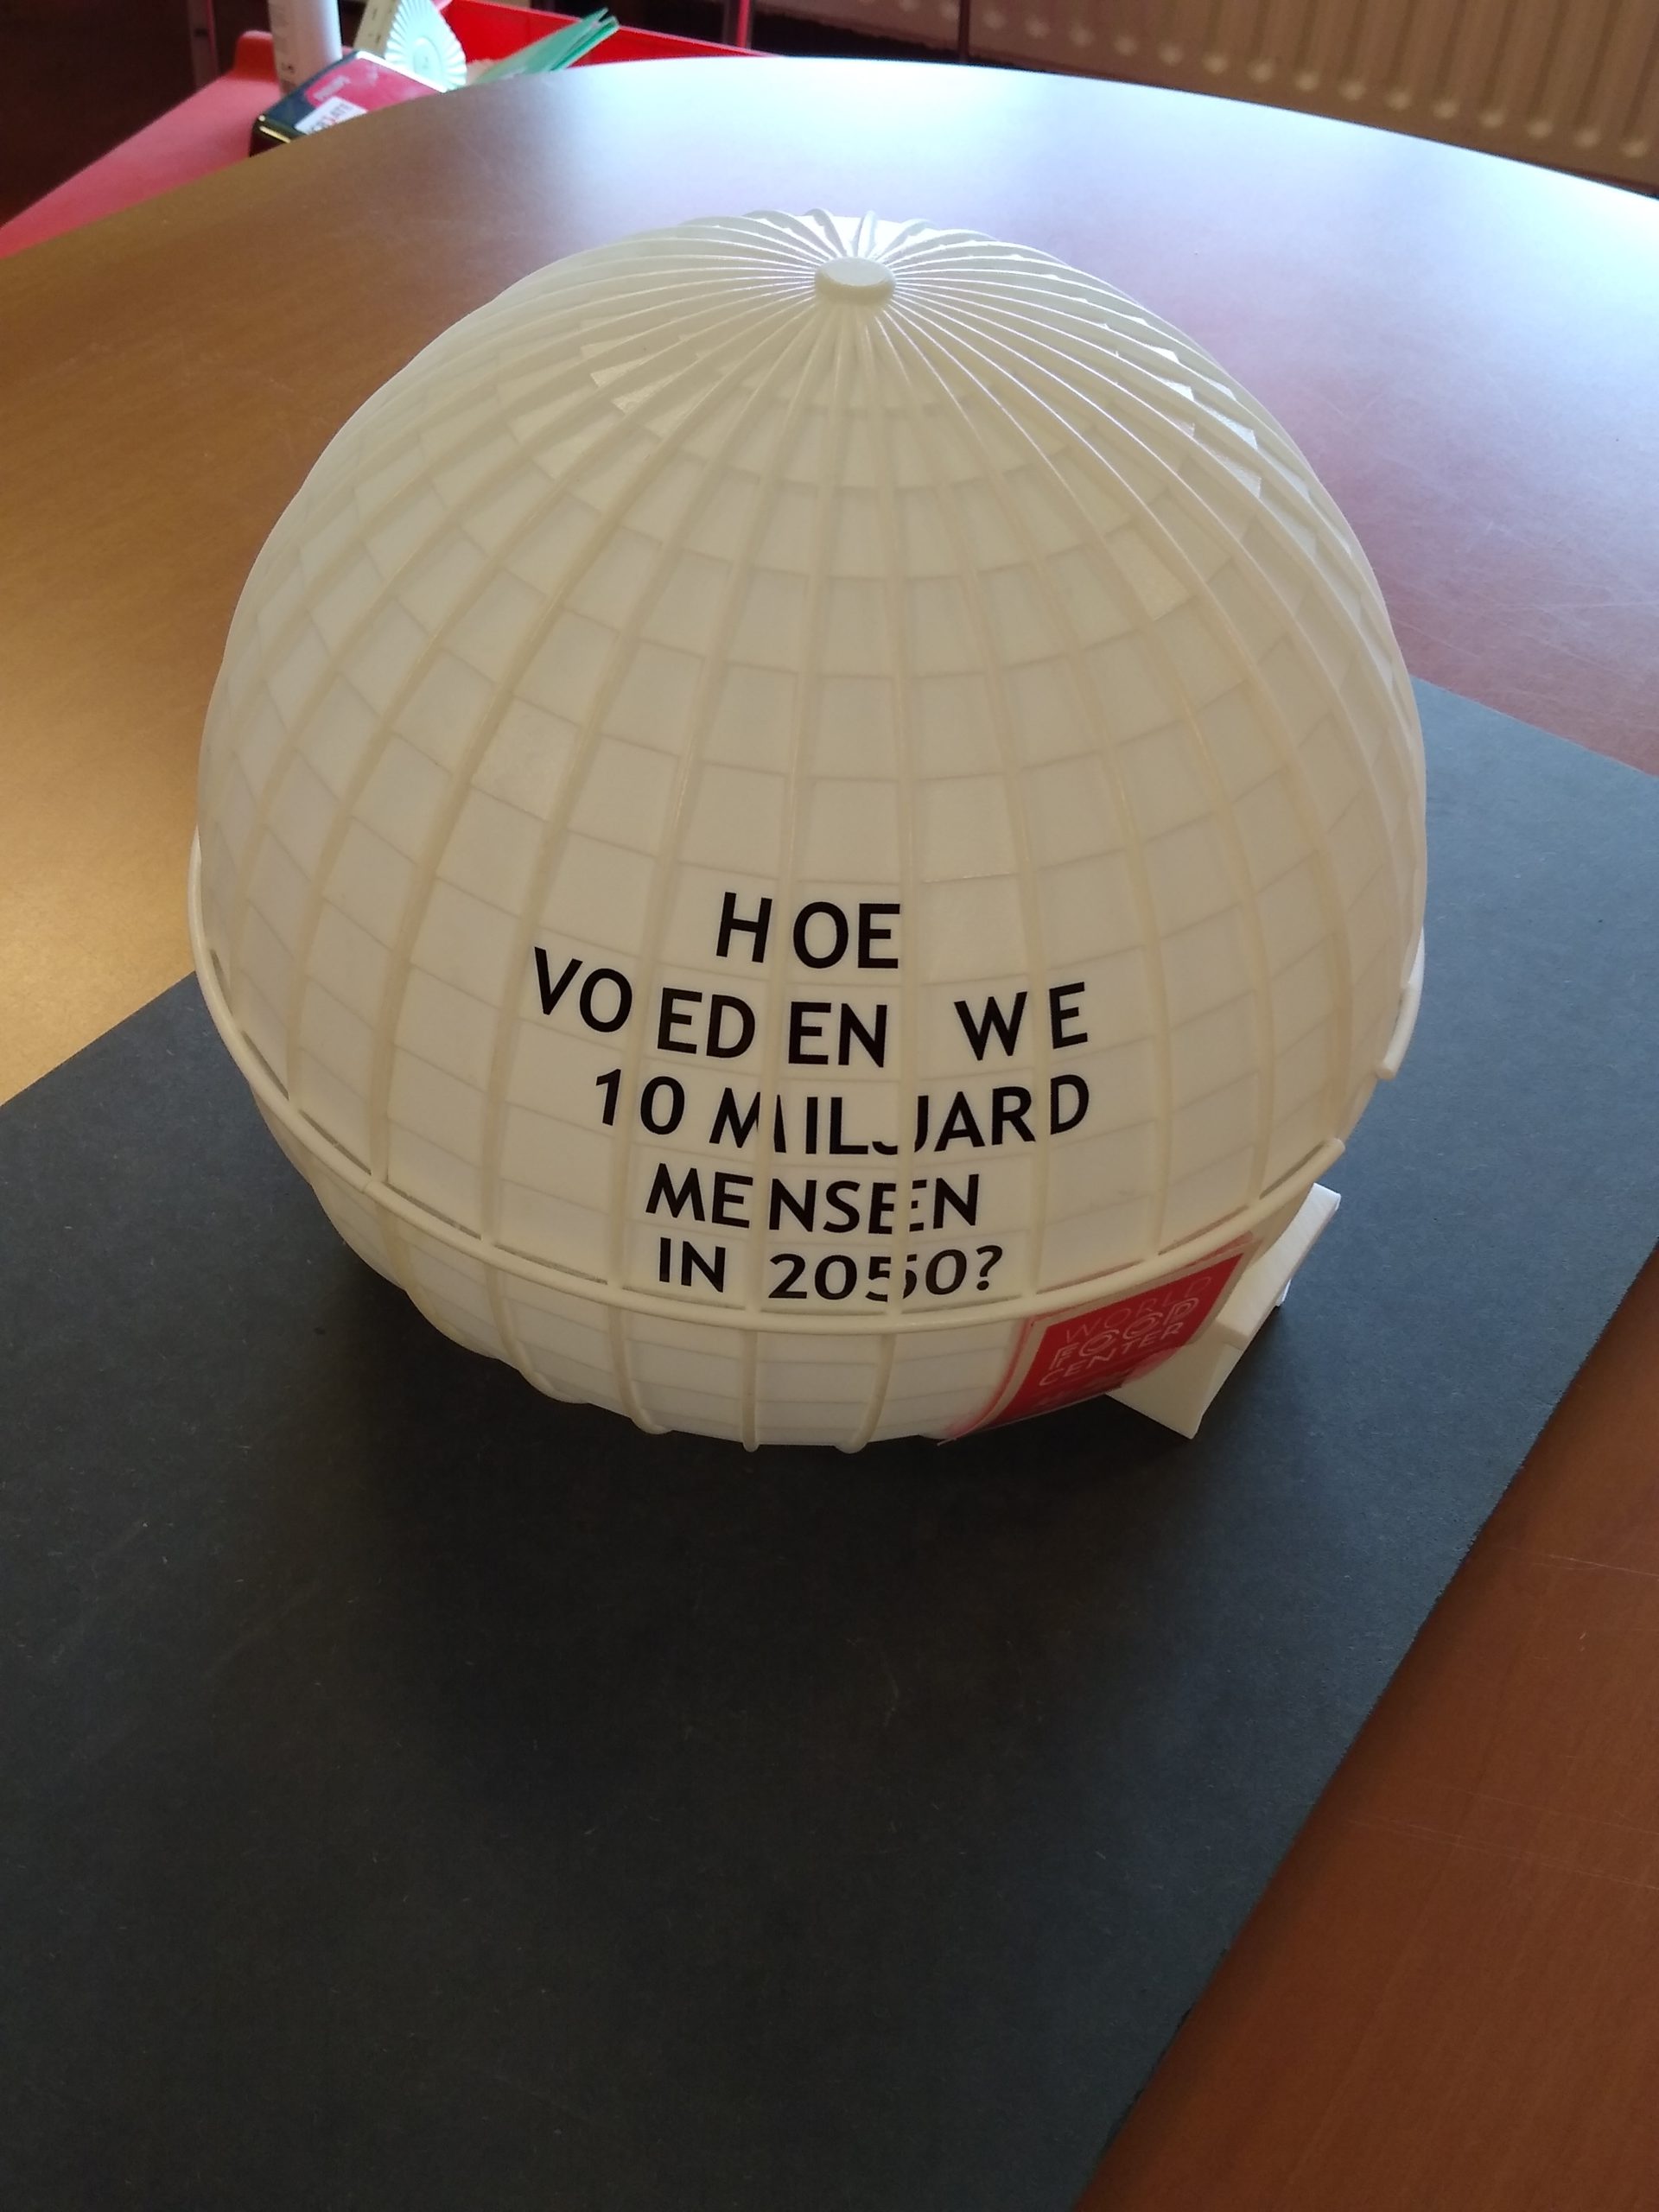 HOE
VOEDEN WE
10 MILJARD
MENSEN
IN 2050?
WORLD
FOOD
CENTER